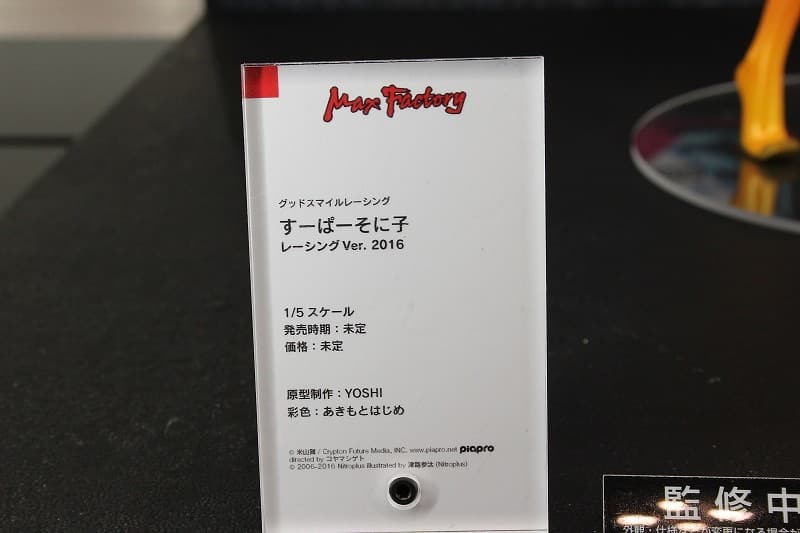 Max Factory
グッドスマイルレーシング
すーぱーそに子
レーシングVer. 2016
1/5 スケール
発売時期：未定
価格：未定
原型制作：YOSHI
彩色：あきもとはじめ
© 米山舞 / Crypton Future Media, INC. www.piapro.net piapro
directed by コヤマシゲト
© 2006-2016 Nitroplus illustrated by 津路参汰 (Nitroplus)
監修中